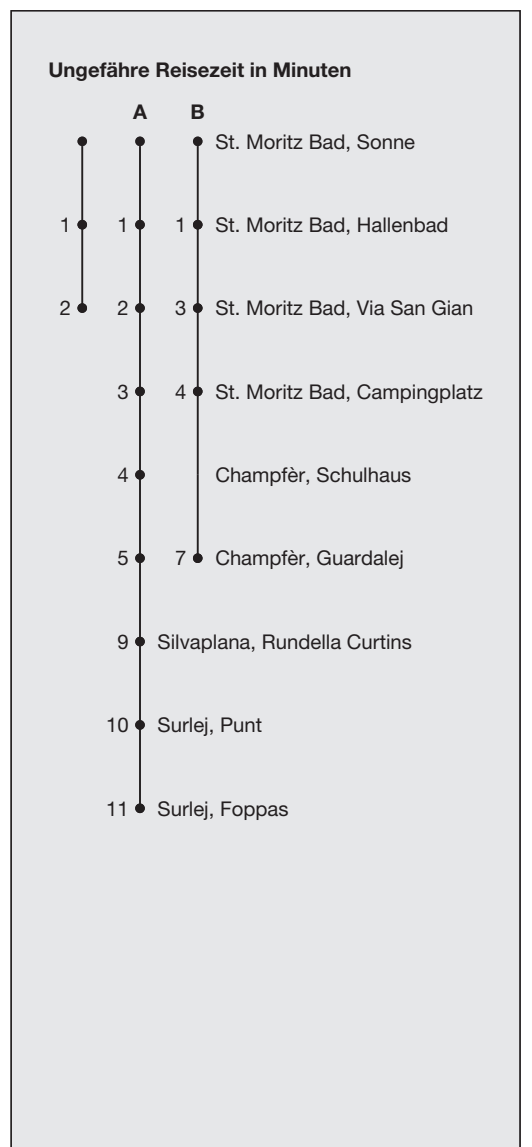 Ungefähre Reisezeit in Minuten
A B
St. Moritz Bad, Sonne
1 1 1 St. Moritz Bad, Hallenbad
2 2 3 St. Moritz Bad, Via San Gian
3 4 St. Moritz Bad, Campingplatz
4 Champfèr, Schulhaus
5 7 Champfèr, Guardalej
9 Silvaplana, Rundella Curtins
10 Surlej, Punt
11 Surlej, Foppas